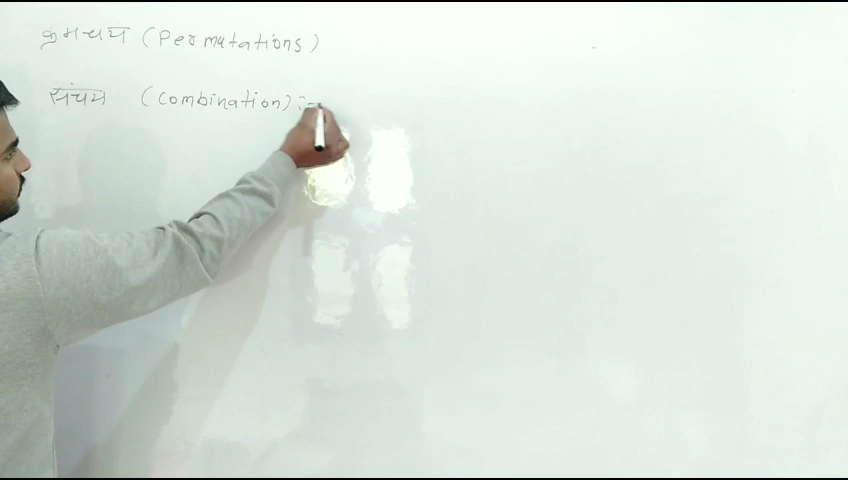 क्रमचय (Permutations)
संचय (Combination) :-